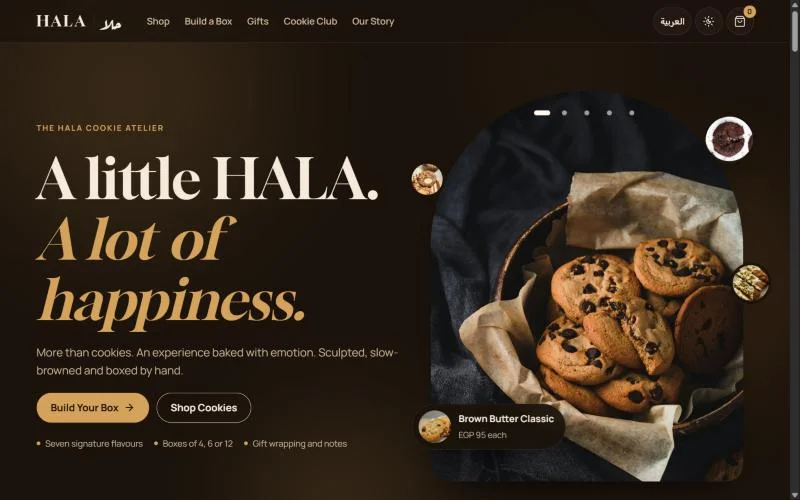 HALA هلا
Shop
Build a Box
Gifts
Cookie Club
Our Story
العربية
0
THE HALA COOKIE ATELIER
A little HALA.
A lot of
happiness.
More than cookies. An experience baked with emotion. Sculpted, slow-
browned and boxed by hand.
Build Your Box →
Shop Cookies
Seven signature flavours
Boxes of 4, 6 or 12
Gift wrapping and notes
Brown Butter Classic
EGP 95 each